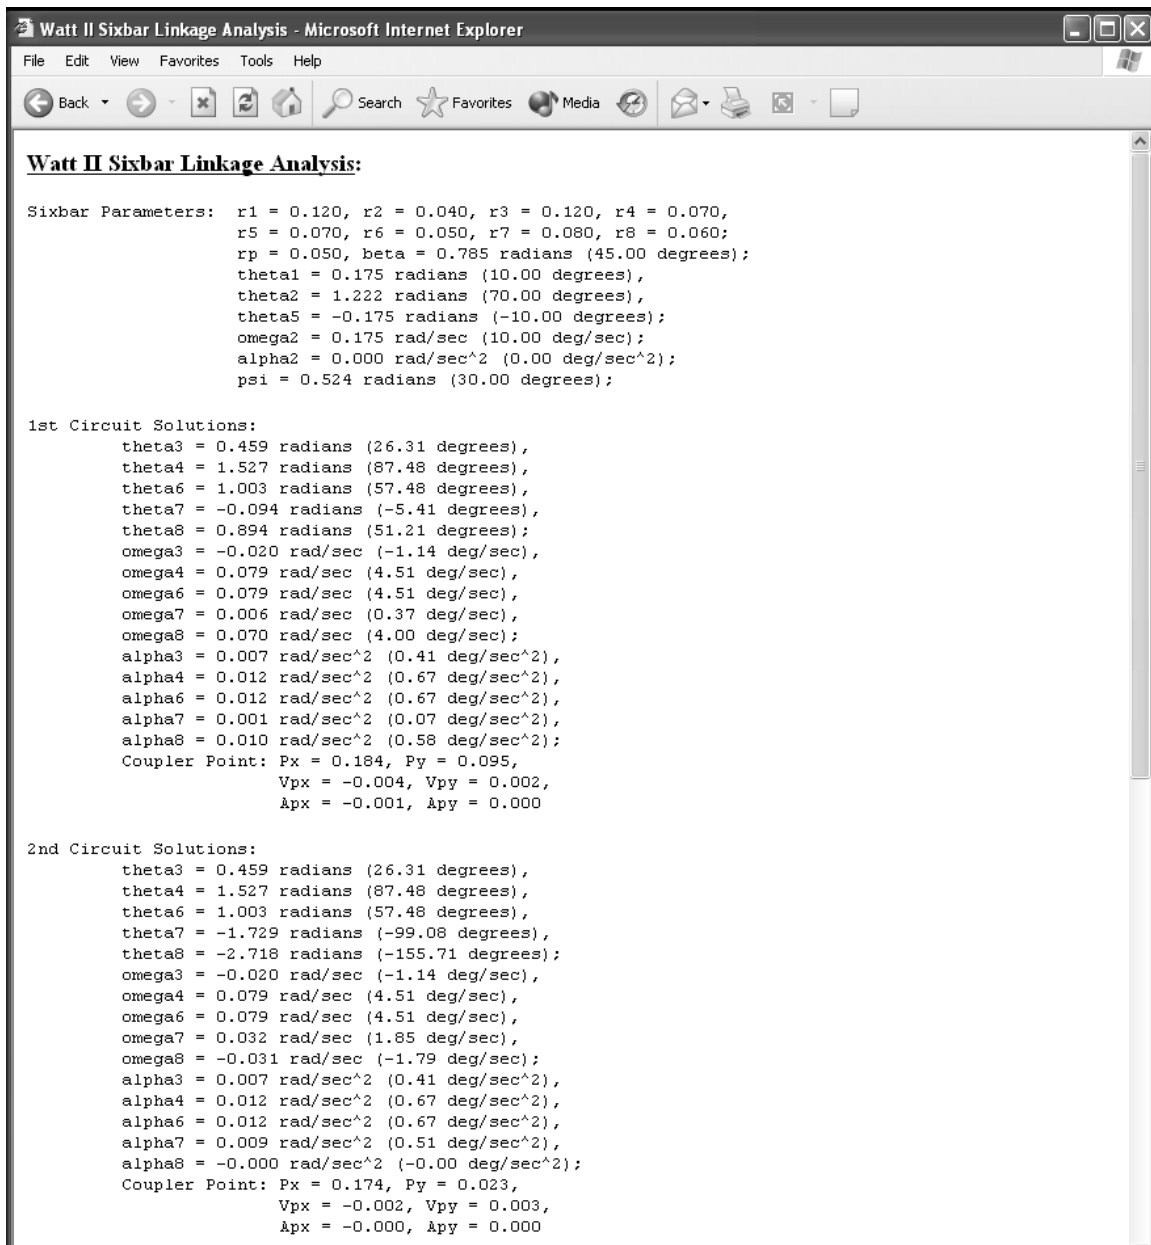 Watt II Sixbar Linkage Analysis - Microsoft Internet Explorer
File Edit View Favorites Tools Help
Back Search Favorites Media
Watt II Sixbar Linkage Analysis:
Sixbar Parameters: r1 = 0.120, r2 = 0.040, r3 = 0.120, r4 = 0.070,
r5 = 0.070, r6 = 0.050, r7 = 0.080, r8 = 0.060;
rp = 0.050, beta = 0.785 radians (45.00 degrees);
theta1 = 0.175 radians (10.00 degrees),
theta2 = 1.222 radians (70.00 degrees),
theta5 = -0.175 radians (-10.00 degrees);
omega2 = 0.175 rad/sec (10.00 deg/sec);
alpha2 = 0.000 rad/sec^2 (0.00 deg/sec^2);
psi = 0.524 radians (30.00 degrees);
1st Circuit Solutions:
theta3 = 0.459 radians (26.31 degrees),
theta4 = 1.527 radians (87.48 degrees),
theta6 = 1.003 radians (57.48 degrees),
theta7 = -0.094 radians (-5.41 degrees),
theta8 = 0.894 radians (51.21 degrees);
omega3 = -0.020 rad/sec (-1.14 deg/sec),
omega4 = 0.079 rad/sec (4.51 deg/sec),
omega6 = 0.079 rad/sec (4.51 deg/sec),
omega7 = 0.006 rad/sec (0.37 deg/sec),
omega8 = 0.070 rad/sec (4.00 deg/sec);
alpha3 = 0.007 rad/sec^2 (0.41 deg/sec^2),
alpha4 = 0.012 rad/sec^2 (0.67 deg/sec^2),
alpha6 = 0.012 rad/sec^2 (0.67 deg/sec^2),
alpha7 = 0.001 rad/sec^2 (0.07 deg/sec^2),
alpha8 = 0.010 rad/sec^2 (0.58 deg/sec^2);
Coupler Point: Px = 0.184, Py = 0.095,
Vpx = -0.004, Vpy = 0.002,
Apx = -0.001, Apy = 0.000
2nd Circuit Solutions:
theta3 = 0.459 radians (26.31 degrees),
theta4 = 1.527 radians (87.48 degrees),
theta6 = 1.003 radians (57.48 degrees),
theta7 = -1.729 radians (-99.08 degrees),
theta8 = -2.718 radians (-155.71 degrees);
omega3 = -0.020 rad/sec (-1.14 deg/sec),
omega4 = 0.079 rad/sec (4.51 deg/sec),
omega6 = 0.079 rad/sec (4.51 deg/sec),
omega7 = 0.032 rad/sec (1.85 deg/sec),
omega8 = -0.031 rad/sec (-1.79 deg/sec);
alpha3 = 0.007 rad/sec^2 (0.41 deg/sec^2),
alpha4 = 0.012 rad/sec^2 (0.67 deg/sec^2),
alpha6 = 0.012 rad/sec^2 (0.67 deg/sec^2),
alpha7 = 0.009 rad/sec^2 (0.51 deg/sec^2),
alpha8 = -0.000 rad/sec^2 (-0.00 deg/sec^2);
Coupler Point: Px = 0.174, Py = 0.023,
Vpx = -0.002, Vpy = 0.003,
Apx = -0.000, Apy = 0.000